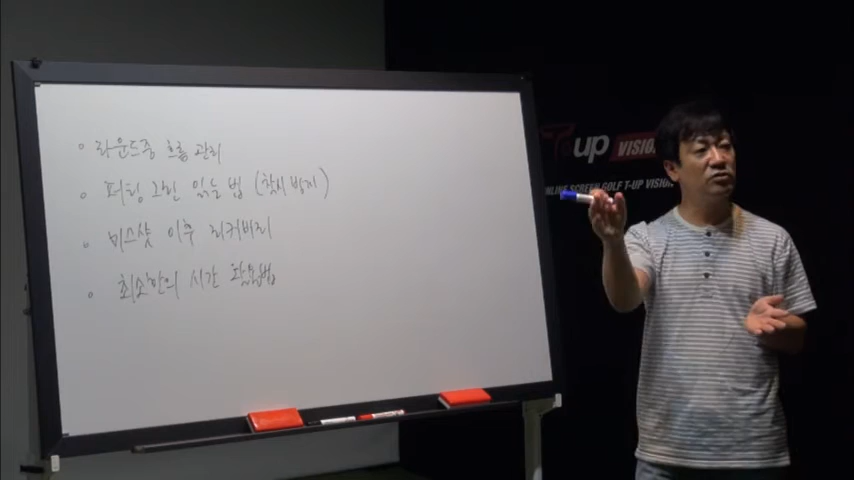 • 라운드중 흐름 관리
• 퍼팅 그린 읽는 법 (착시 방지)
• 미스샷 이후 리커버리
• 최소한의 시간 활용법
T-up VISION
ONLINE SCREEN GOLF T-UP VISION